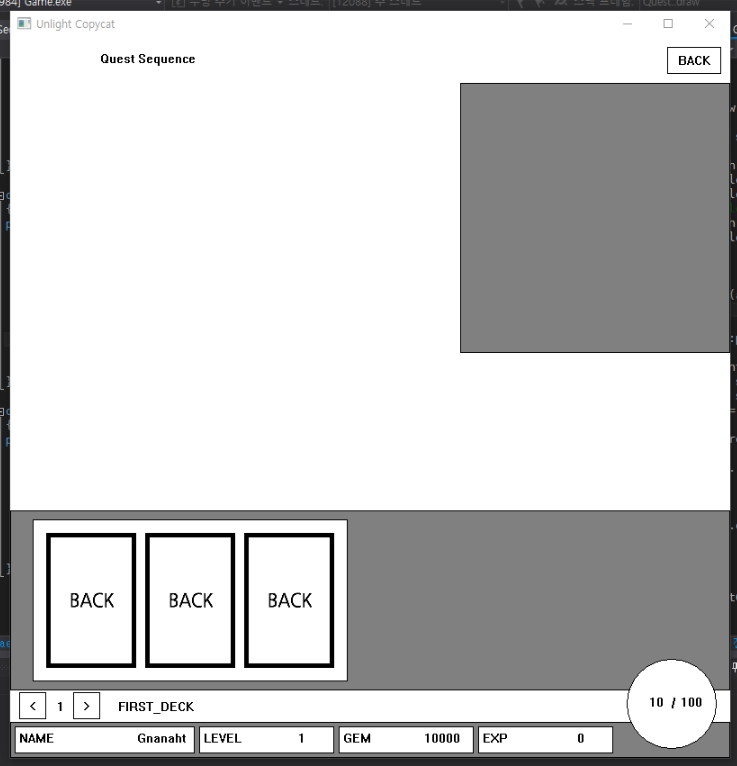 984] Game.exe
Unlight Copycat
Quest Sequence
BACK
BACK BACK BACK
< 1 > FIRST_DECK
10 / 100
NAME Gnanaht LEVEL 1 GEM 10000 EXP 0